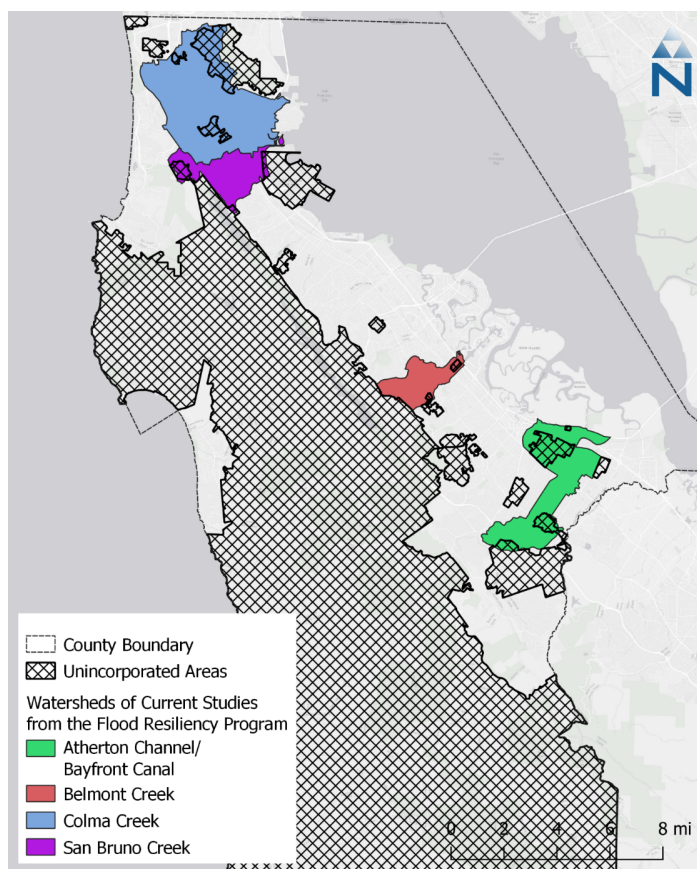 N
County Boundary
Unincorporated Areas
Watersheds of Current Studies
from the Flood Resiliency Program
Atherton Channel/
Bayfront Canal
Belmont Creek
Colma Creek
San Bruno Creek
0 2 4 6 8 mi